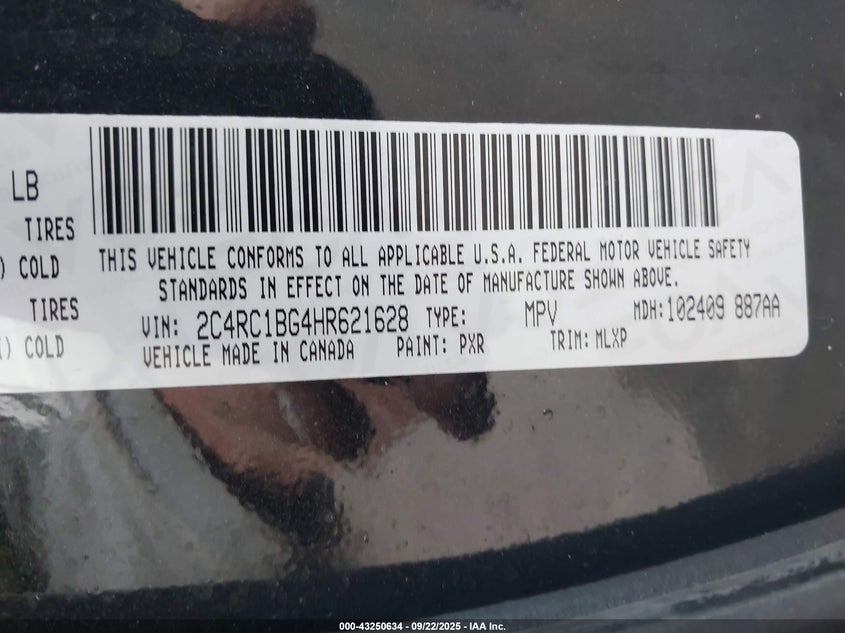 LB
TIRES
) COLD
TIRES
) COLD
THIS VEHICLE CONFORMS TO ALL APPLICABLE U.S.A. FEDERAL MOTOR VEHICLE SAFETY
STANDARDS IN EFFECT ON THE DATE OF MANUFACTURE SHOWN ABOVE.
VIN: 2C4RC1BG4HR621628 TYPE: MPV MDH:102409 887AA
VEHICLE MADE IN CANADA PAINT: PXR TRIM: MLXP
000-43250634 - 09/22/2025 - IAA Inc.